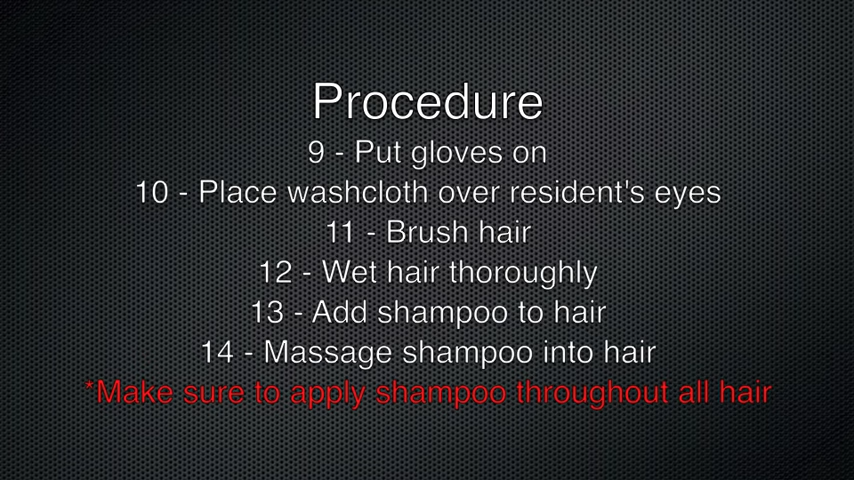 Procedure
9 - Put gloves on
10 - Place washcloth over resident's eyes
11 - Brush hair
12 - Wet hair thoroughly
13 - Add shampoo to hair
14 - Massage shampoo into hair
*Make sure to apply shampoo throughout all hair